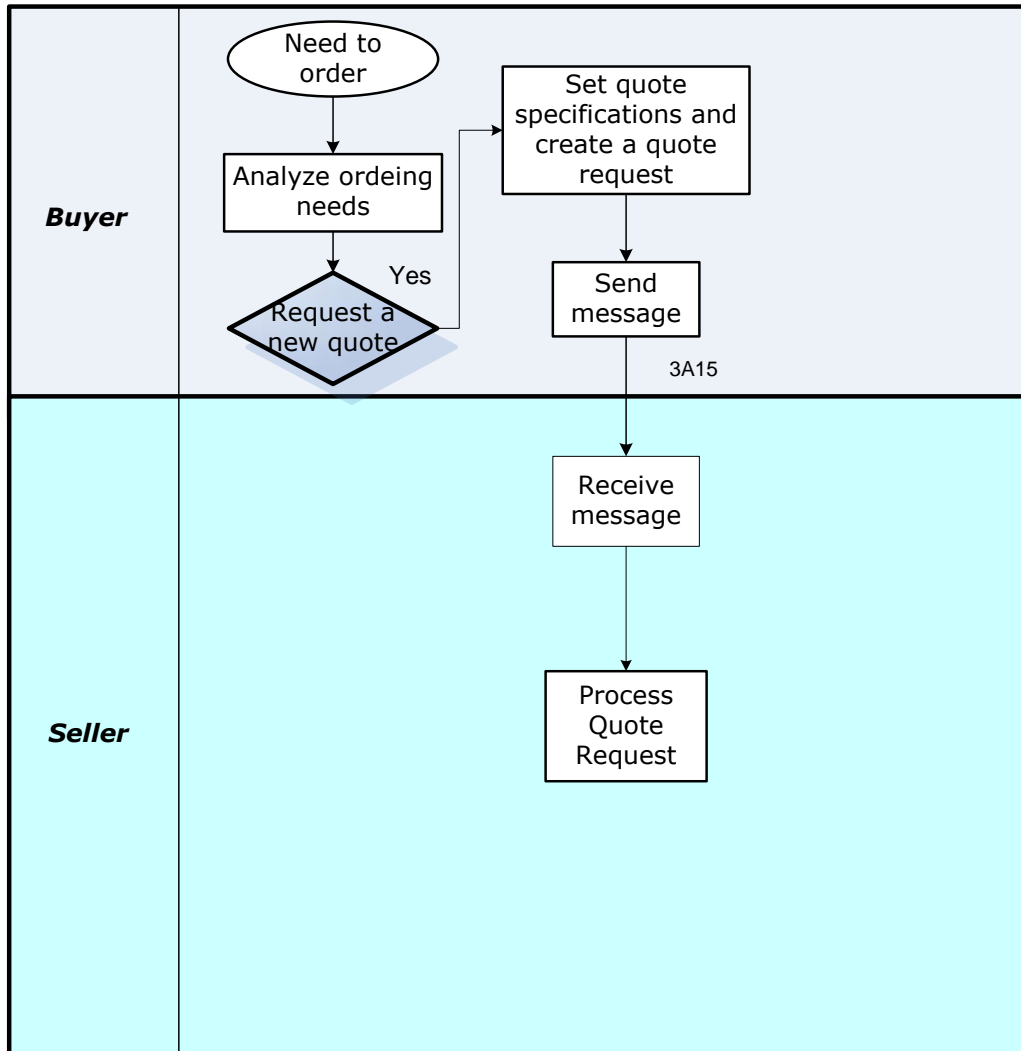 Buyer
Need to
order
Analyze ordeing
needs
Request a
new quote
Yes
Set quote
specifications and
create a quote
request
Send
message
3A15
Seller
Receive
message
Process
Quote
Request